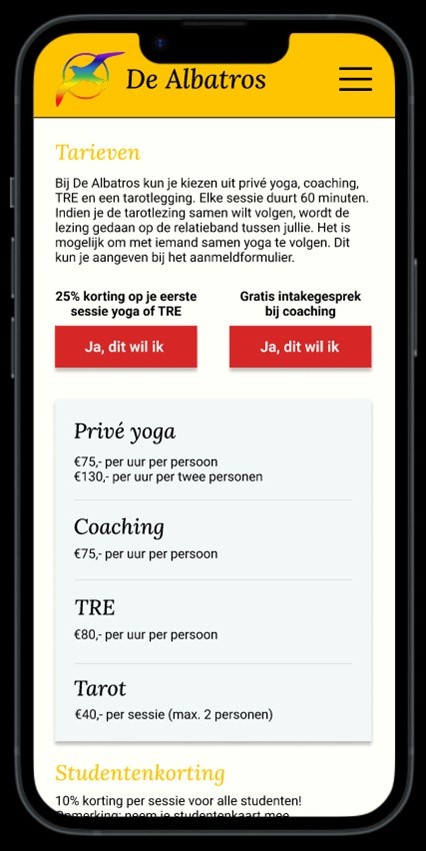 De Albatros
Tarieven
Bij De Albatros kun je kiezen uit privé yoga, coaching,
TRE en een tarotlegging. Elke sessie duurt 60 minuten.
Indien je de tarotlezing samen wilt volgen, wordt de
lezing gedaan op de relatieband tussen jullie. Het is
mogelijk om met iemand samen yoga te volgen. Dit
kun je aangeven bij het aanmeldformulier.
25% korting op je eerste
sessie yoga of TRE
Ja, dit wil ik
Gratis intakegesprek
bij coaching
Ja, dit wil ik
Privé yoga
€75,- per uur per persoon
€130,- per uur per twee personen
Coaching
€75,- per uur per persoon
TRE
€80,- per uur per persoon
Tarot
€40,- per sessie (max. 2 personen)
Studentenkorting
10% korting per sessie voor alle studenten!
Opmerking: neem je studentenkaart mee